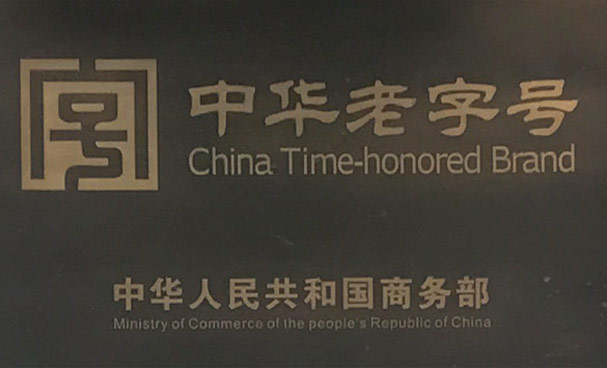 中华老字号
China Time-honored Brand
中华人民共和国商务部
Ministry of Commerce of the people's Republic of China